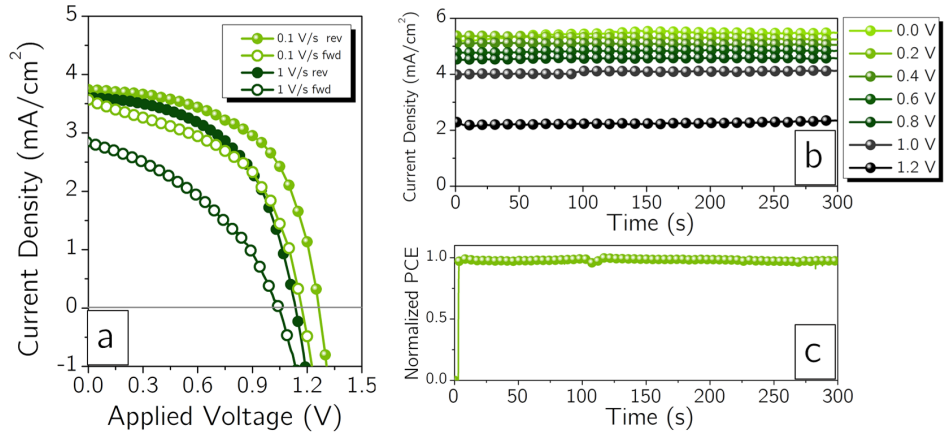 5
4
3
2
1
0
-1
0.0 0.3 0.6 0.9 1.2 1.5
Current Density (mA/cm²)
Applied Voltage (V)
0.1 V/s rev
0.1 V/s fwd
1 V/s rev
1 V/s fwd
a
6
4
2
0
0 50 100 150 200 250 300
Current Density (mA/cm²)
Time (s)
b
0.0 V
0.2 V
0.4 V
0.6 V
0.8 V
1.0 V
1.2 V
1.0
0.5
0.0
0 50 100 150 200 250 300
Normalized PCE
Time (s)
c